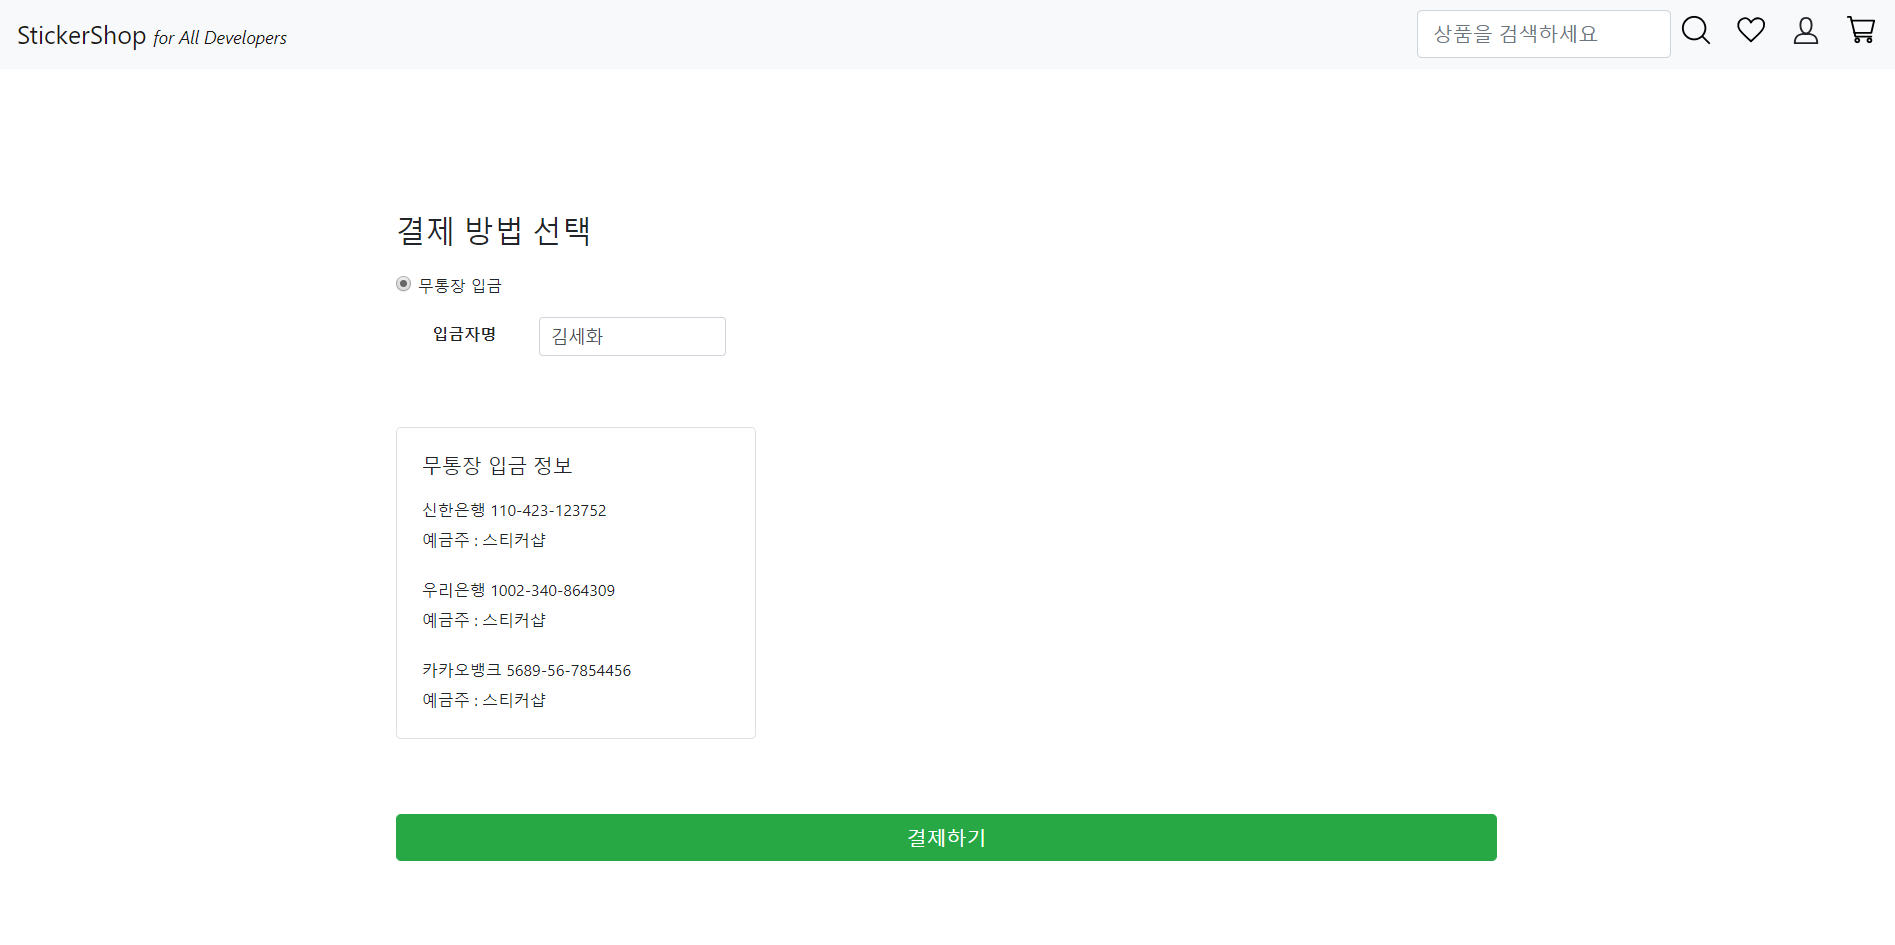 StickerShop for All Developers
상품을 검색하세요
결제 방법 선택
무통장 입금
입금자명
김세화
무통장 입금 정보
신한은행 110-423-123752
예금주 : 스티커샵
우리은행 1002-340-864309
예금주 : 스티커샵
카카오뱅크 5689-56-7854456
예금주 : 스티커샵
결제하기